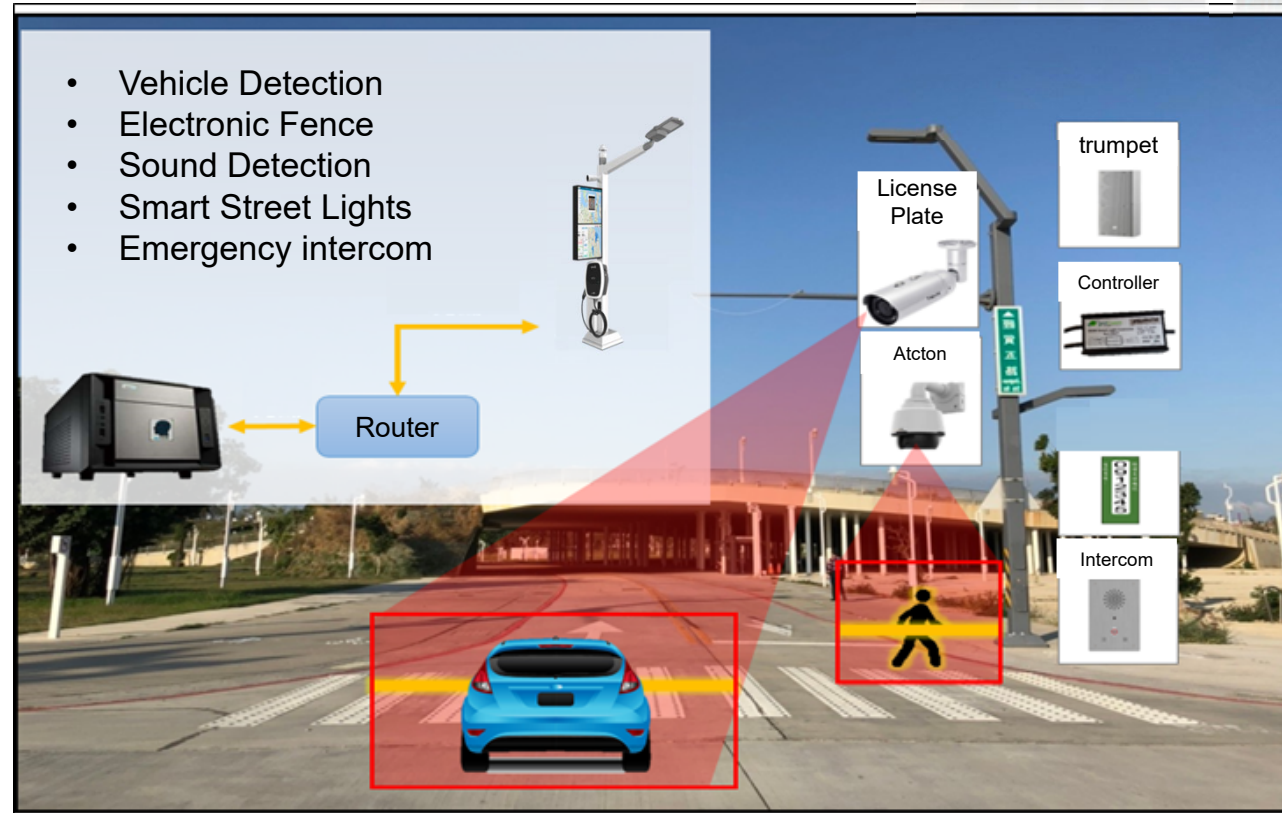 • Vehicle Detection
• Electronic Fence
• Sound Detection
• Smart Street Lights
• Emergency intercom
Router
License
Plate
Atcton
trumpet
Controller
Intercom